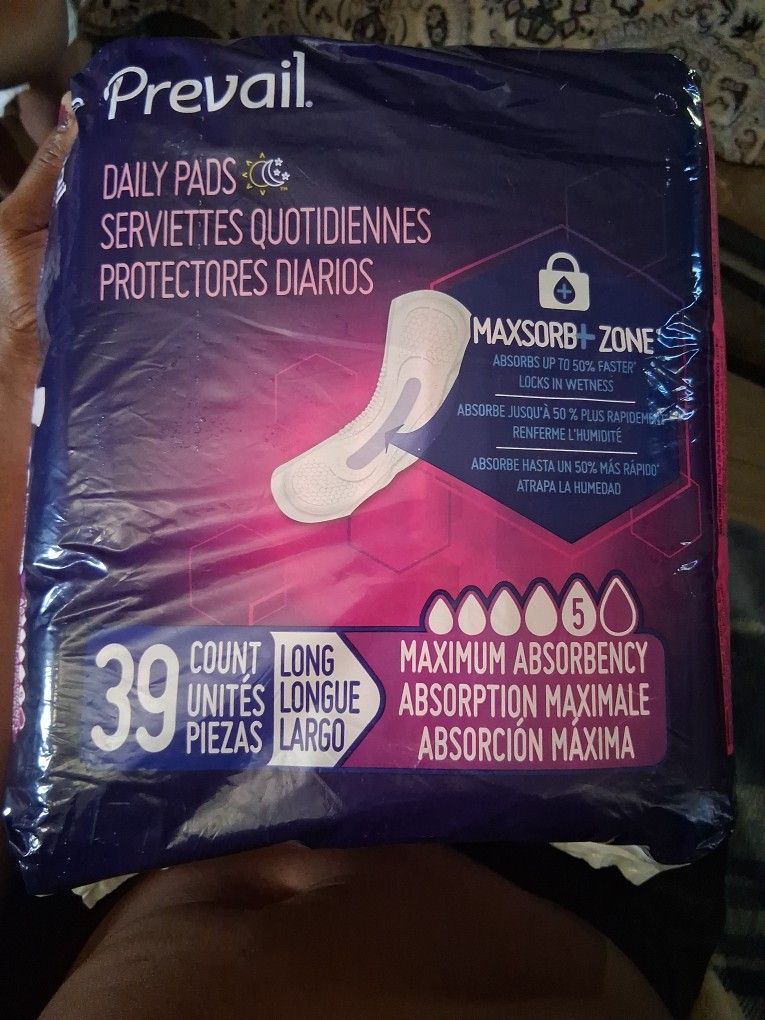 Prevail®
DAILY PADS
SERVIETTES QUOTIDIENNES
PROTECTORES DIARIOS
MAXSORB+ ZONE
ABSORBS UP TO 50% FASTER*
LOCKS IN WETNESS
ABSORBE JUSQU'À 50 % PLUS RAPIDEMENT*
RENFERME L'HUMIDITÉ
ABSORBE HASTA UN 50% MÁS RÁPIDO*
ATRAPA LA HUMEDAD
5
39
COUNT
UNITÉS
PIEZAS
LONG
LONGUE
LARGO
MAXIMUM ABSORBENCY
ABSORPTION MAXIMALE
ABSORCIÓN MÁXIMA